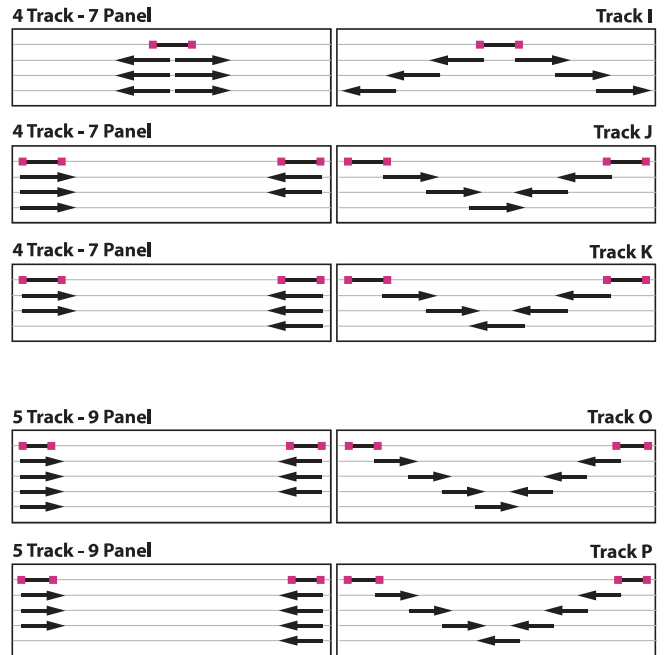 4 Track - 7 Panel Track I
4 Track - 7 Panel Track J
4 Track - 7 Panel Track K
5 Track - 9 Panel Track O
5 Track - 9 Panel Track P